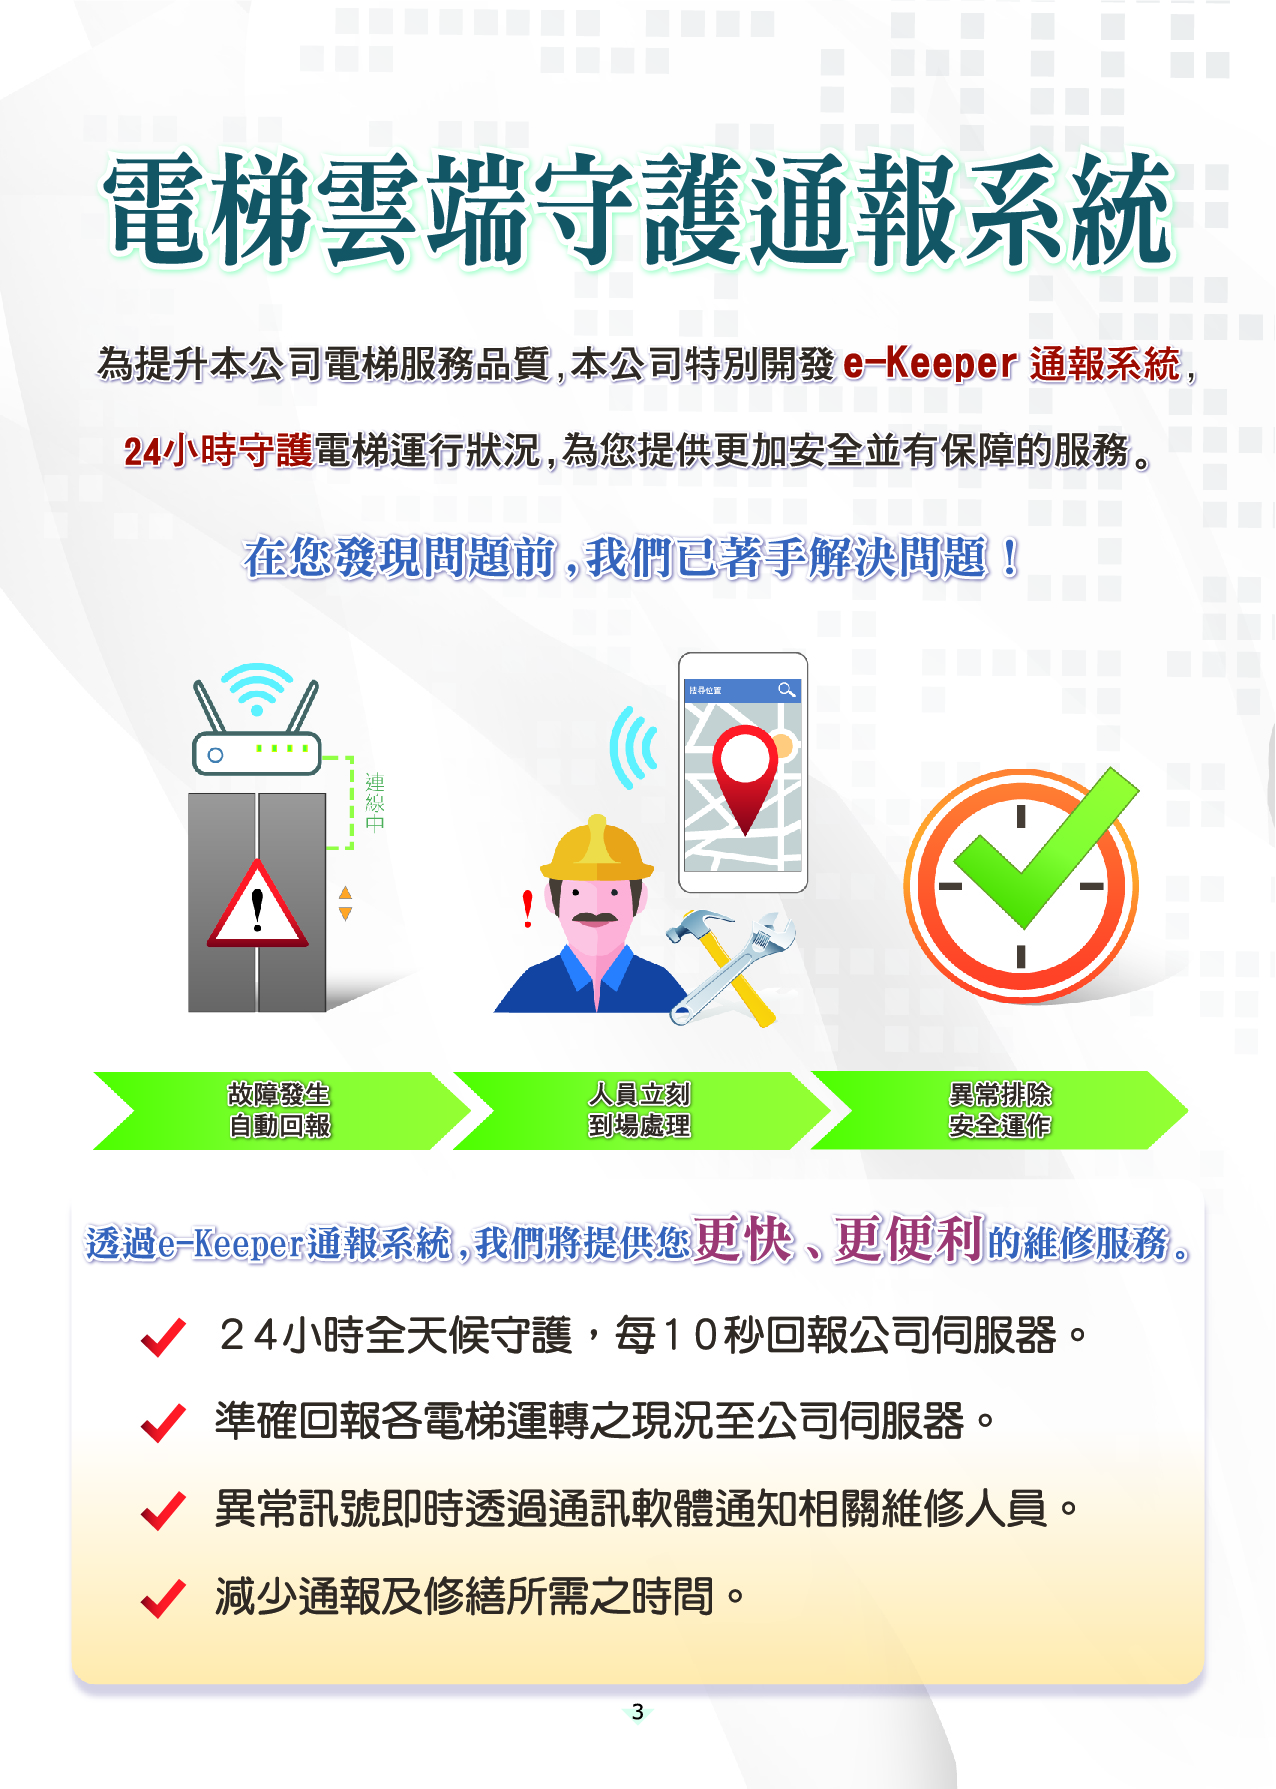 電梯雲端守護通報系統
為提升本公司電梯服務品質,本公司特別開發 e-Keeper 通報系統,
24小時守護電梯運行狀況,為您提供更加安全並有保障的服務。
在您發現問題前,我們已著手解決問題！
搜尋位置
連線中
故障發生
自動回報
人員立刻
到場處理
異常排除
安全運作
透過e-Keeper通報系統,我們將提供您更快、更便利的維修服務。
２４小時全天候守護，每１０秒回報公司伺服器。
準確回報各電梯運轉之現況至公司伺服器。
異常訊號即時透過通訊軟體通知相關維修人員。
減少通報及修繕所需之時間。
3